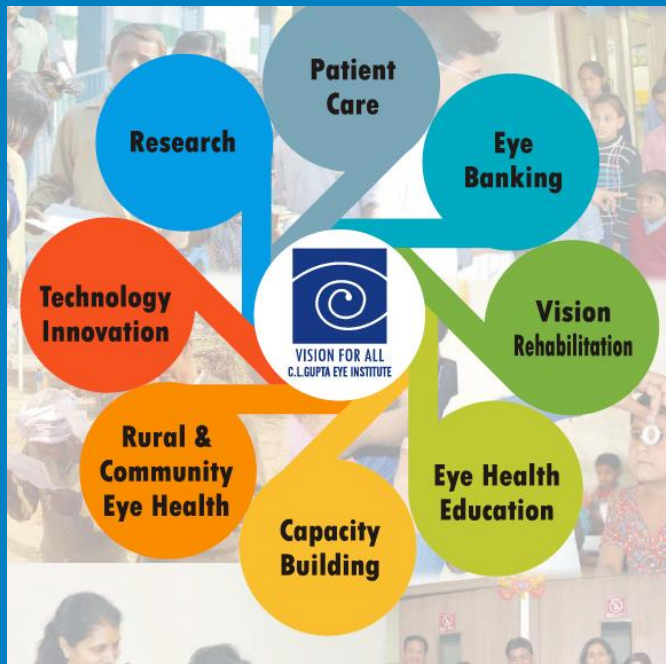 Patient
Care
Eye
Banking
Vision
Rehabilitation
Eye Health
Education
Capacity
Building
Rural &
Community
Eye Health
Technology
Innovation
Research
VISION FOR ALL
C.L.GUPTA EYE INSTITUTE